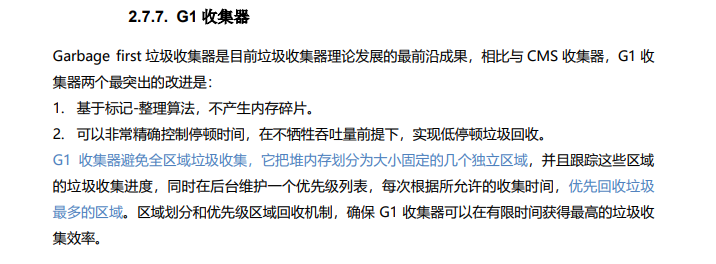 2.7.7. G1 收集器
Garbage first 垃圾收集器是目前垃圾收集器理论发展的最前沿成果，相比与 CMS 收集器，G1 收
集器两个最突出的改进是：
1. 基于标记-整理算法，不产生内存碎片。
2. 可以非常精确控制停顿时间，在不牺牲吞吐量前提下，实现低停顿垃圾回收。
G1 收集器避免全区域垃圾收集，它把堆内存划分为大小固定的几个独立区域，并且跟踪这些区域
的垃圾收集进度，同时在后台维护一个优先级列表，每次根据所允许的收集时间，优先回收垃圾
最多的区域。区域划分和优先级区域回收机制，确保 G1 收集器可以在有限时间获得最高的垃圾收
集效率。